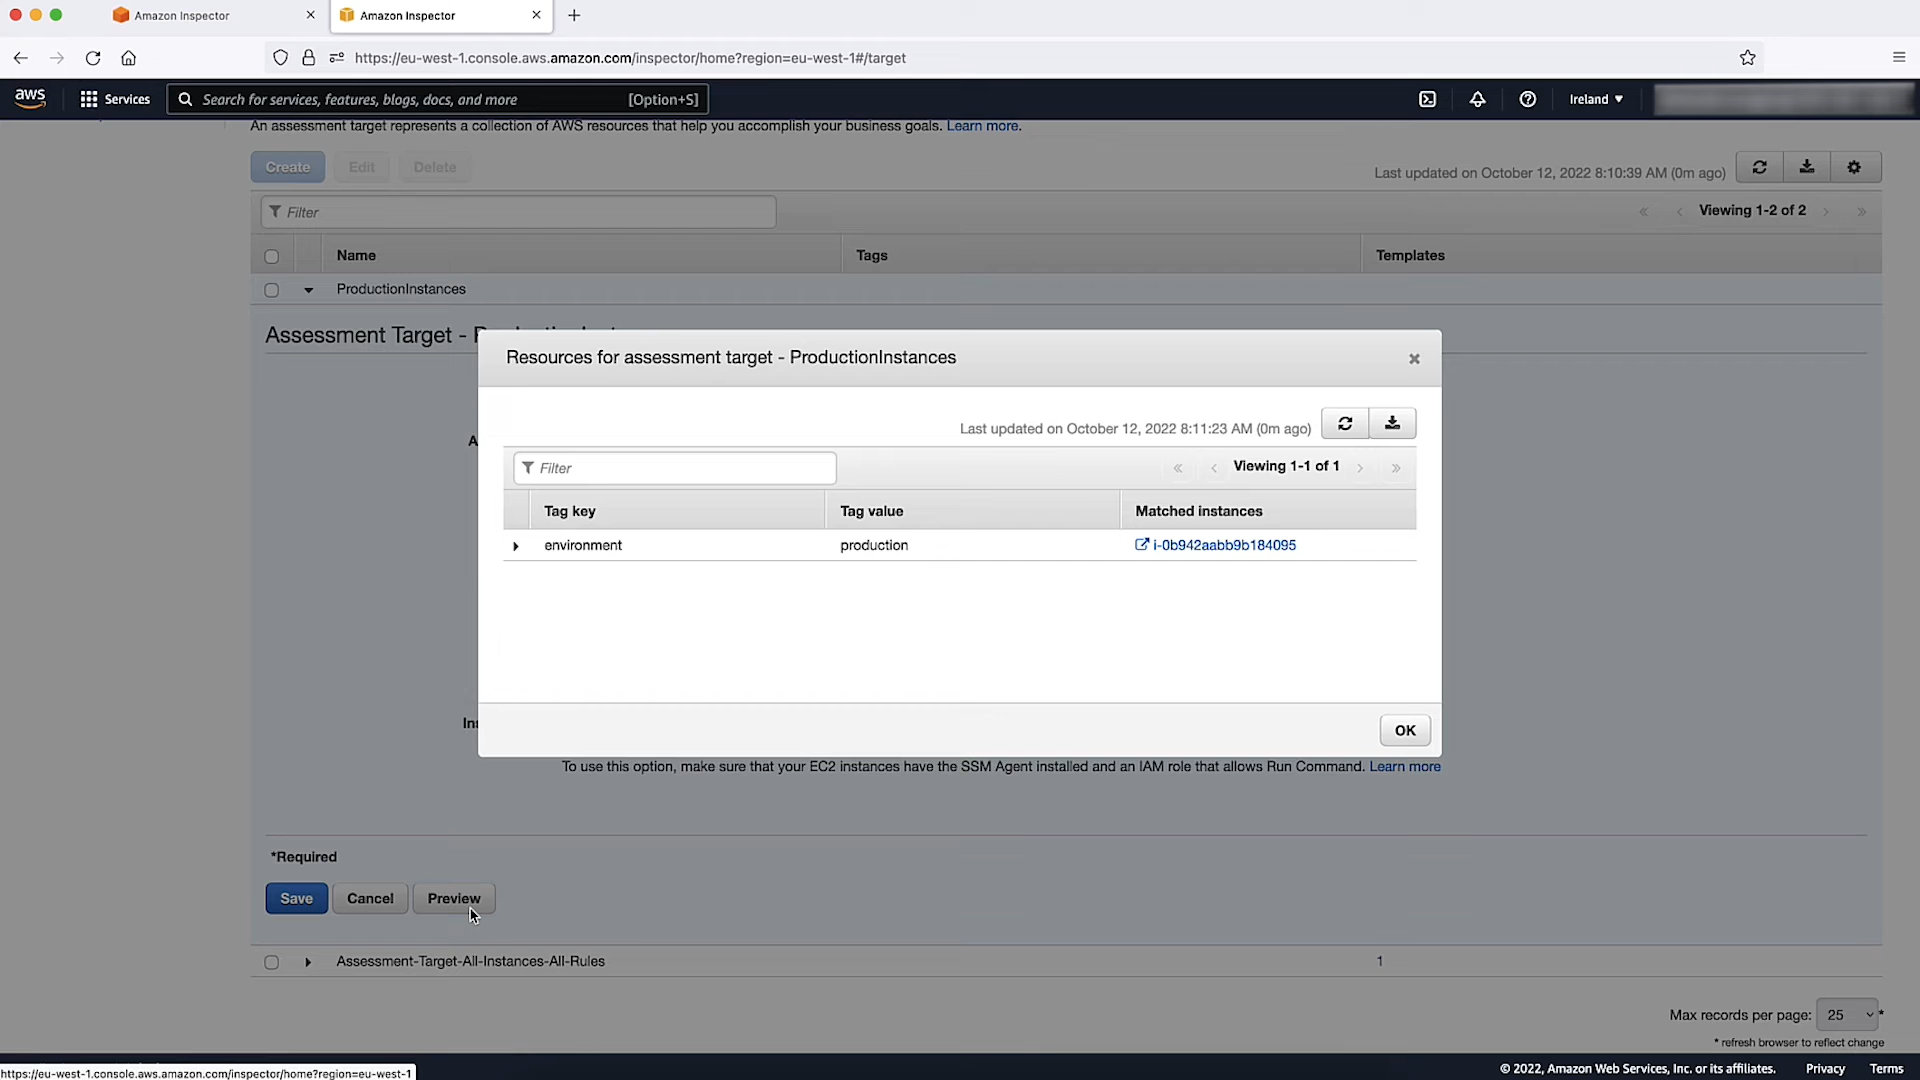 Amazon Inspector
Amazon Inspector
https://eu-west-1.console.aws.amazon.com/inspector/home?region=eu-west-1#/target
aws
Services
Search for services, features, blogs, docs, and more
[Option+S]
Ireland
An assessment target represents a collection of AWS resources that help you accomplish your business goals. Learn more.
Create
Edit
Delete
Last updated on October 12, 2022 8:10:39 AM (0m ago)
Filter
« ‹ Viewing 1-2 of 2 › »
Name
Tags
Templates
ProductionInstances
Assessment Target -
Resources for assessment target - ProductionInstances
Last updated on October 12, 2022 8:11:23 AM (0m ago)
Filter
« ‹ Viewing 1-1 of 1 › »
Tag key
Tag value
Matched instances
environment
production
i-0b942aabb9b184095
OK
To use this option, make sure that your EC2 instances have the SSM Agent installed and an IAM role that allows Run Command. Learn more
*Required
Save
Cancel
Preview
Assessment-Target-All-Instances-All-Rules
1
Max records per page: 25 *
* refresh browser to reflect change
https://eu-west-1.console.aws.amazon.com/inspector/home?region=eu-west-1
© 2022, Amazon Web Services, Inc. or its affiliates.
Privacy
Terms